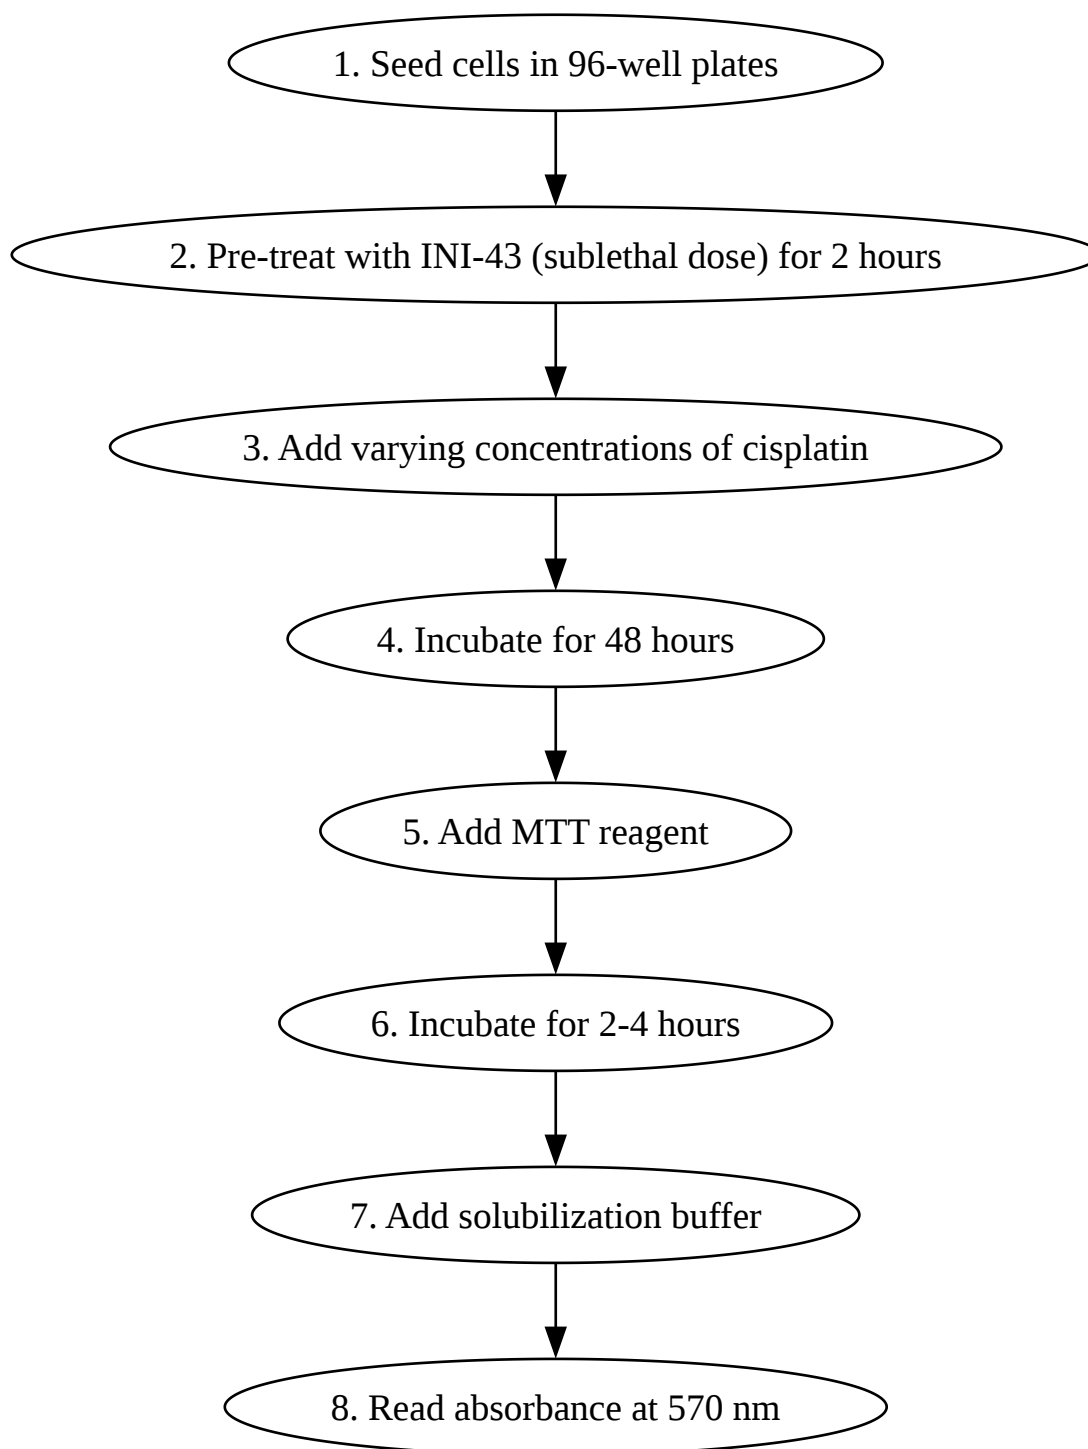 1. Seed cells in 96-well plates
2. Pre-treat with INI-43 (sublethal dose) for 2 hours
3. Add varying concentrations of cisplatin
4. Incubate for 48 hours
5. Add MTT reagent
6. Incubate for 2-4 hours
7. Add solubilization buffer
8. Read absorbance at 570 nm